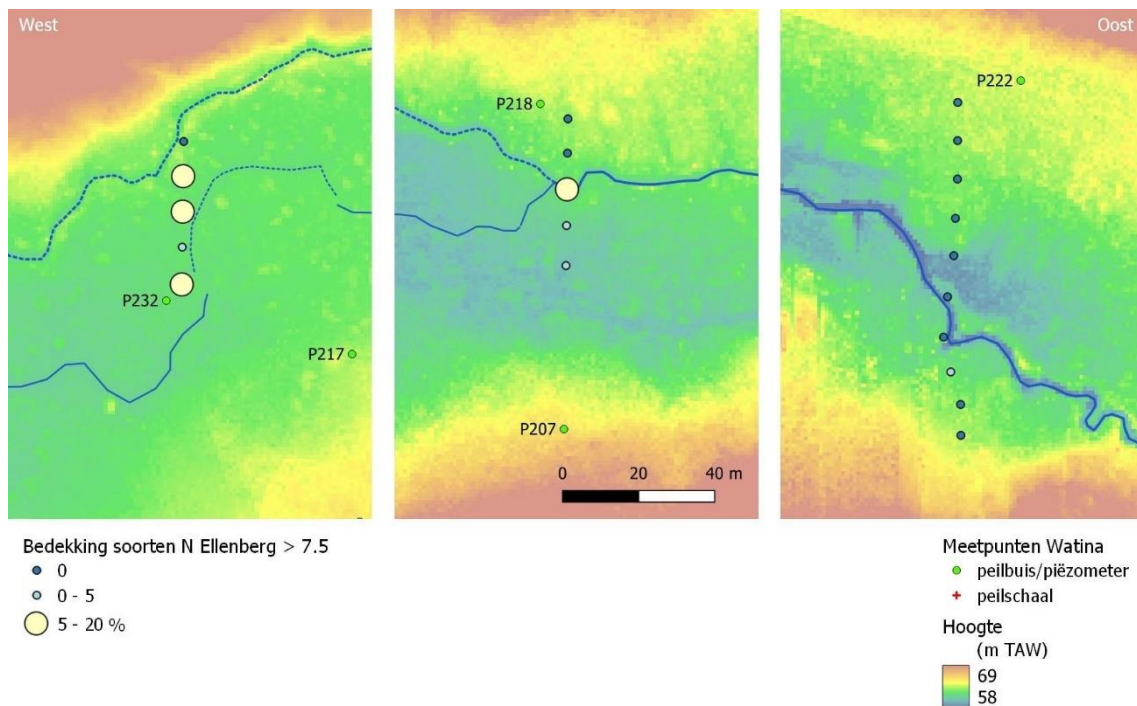 West
Oost
P222
P218
P232
P217
P207
0 20 40 m
Bedekking soorten N Ellenberg > 7.5
0
0 - 5
5 - 20 %
Meetpunten Watina
peilbuis/piëzometer
peilschaal
Hoogte
(m TAW)
69
58